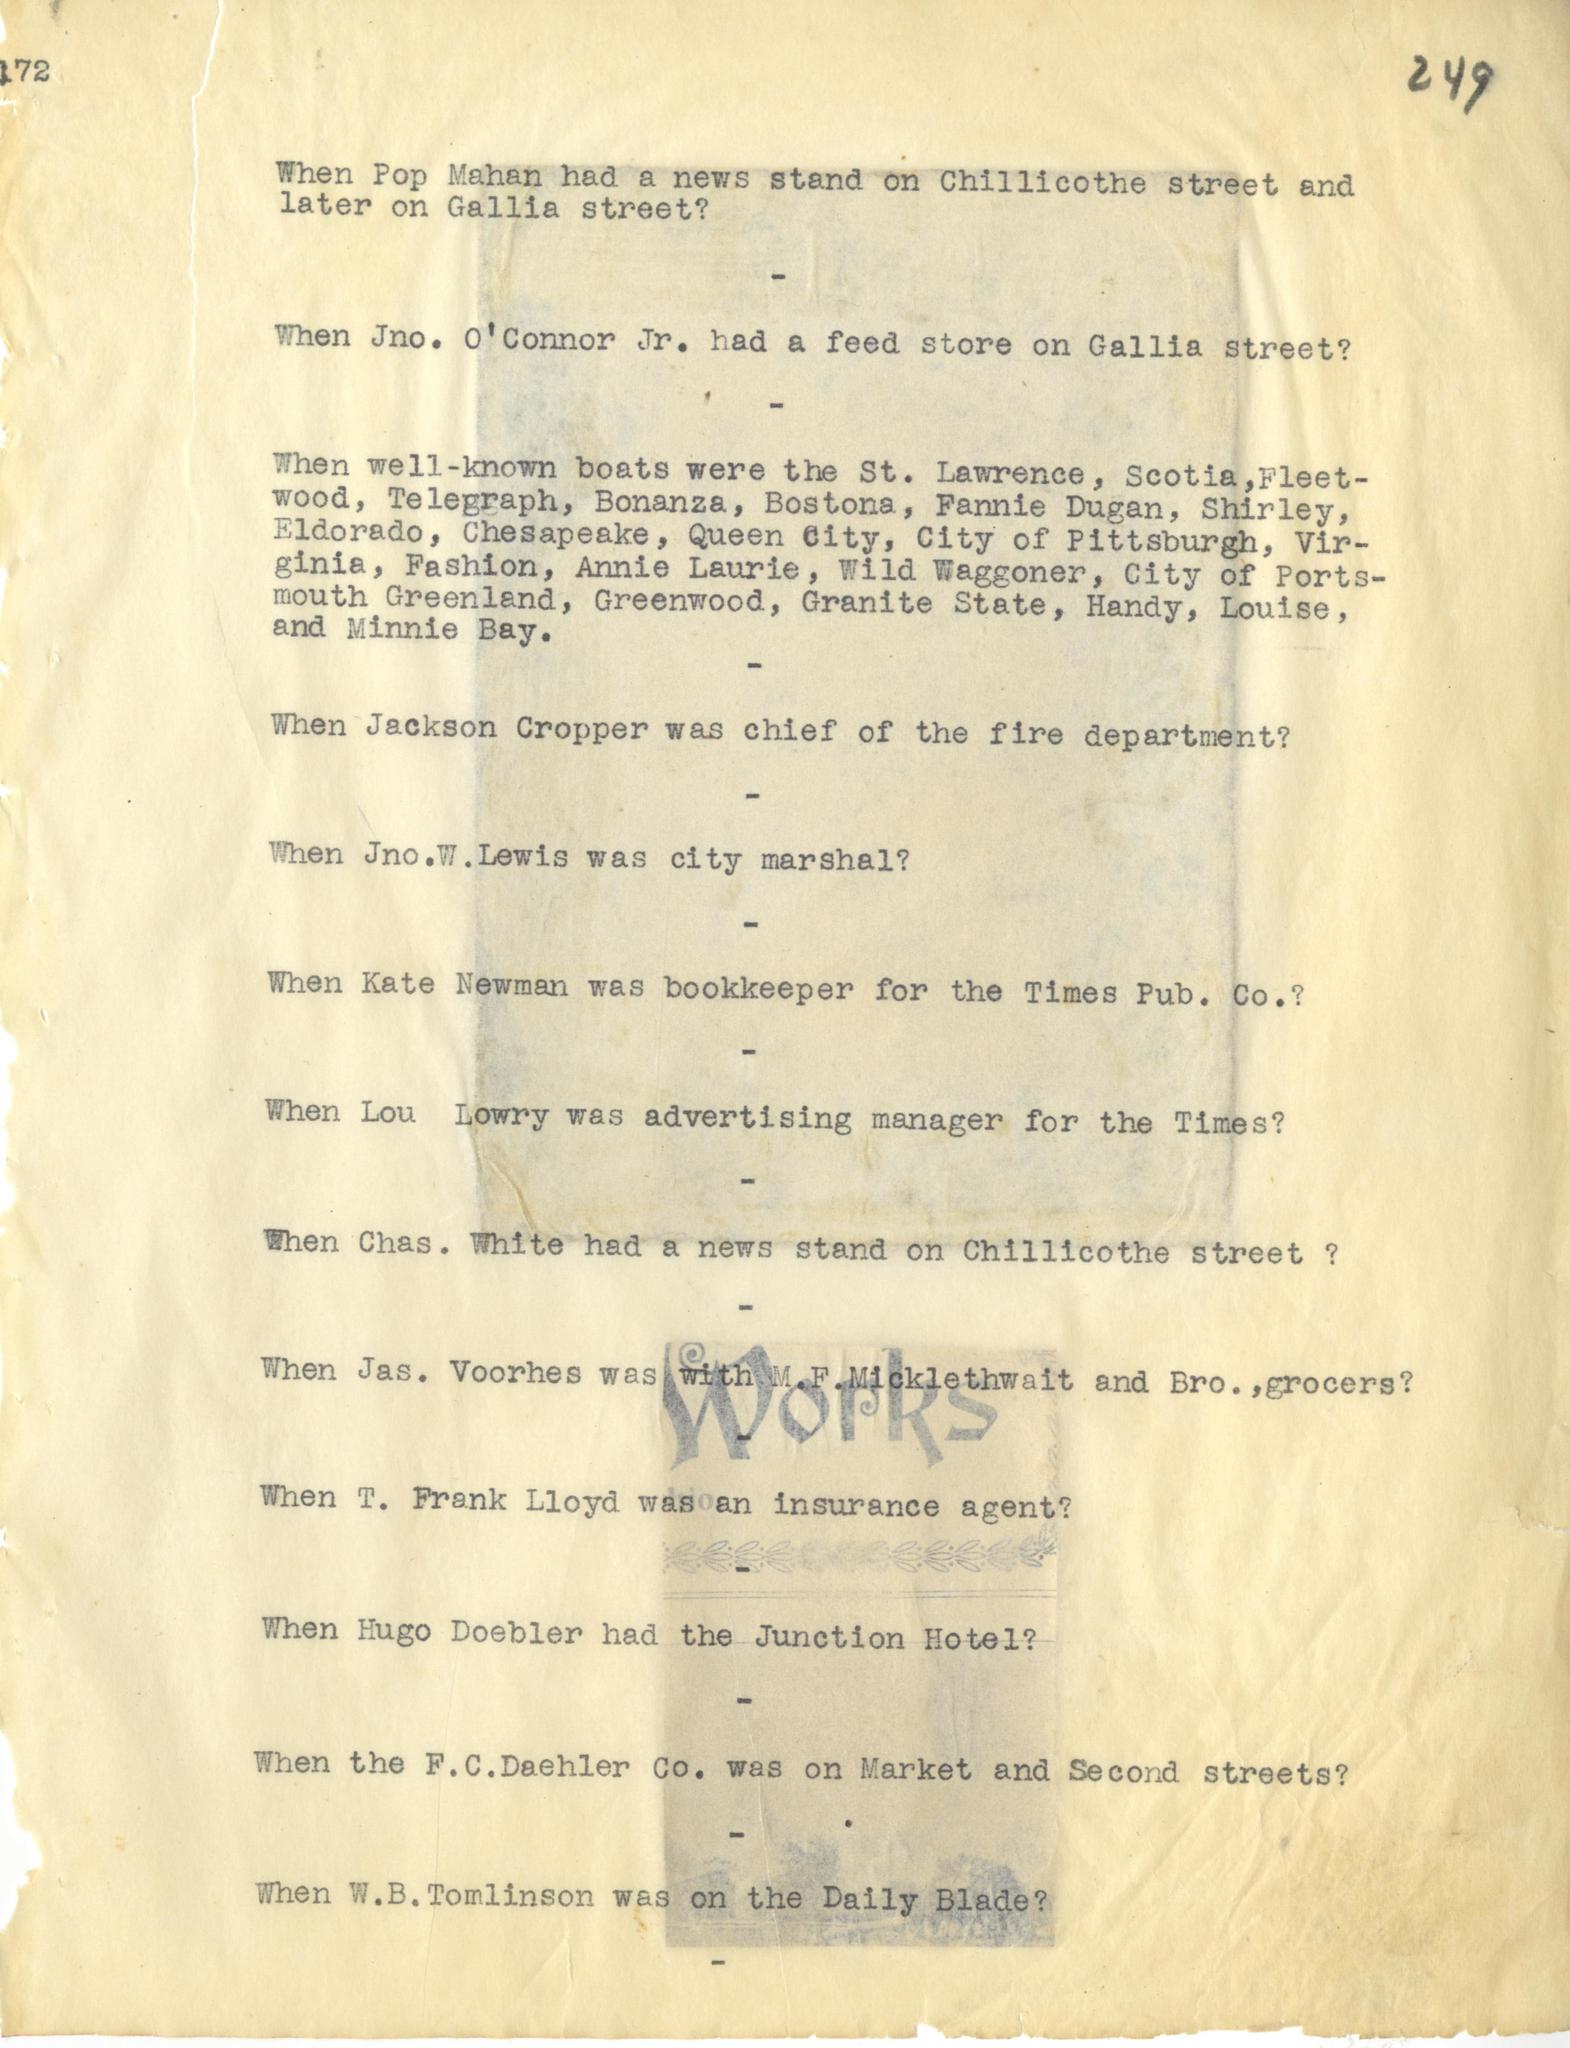 172
249
When Pop Mahan had a news stand on Chillicothe street and
later on Gallia street?
-
When Jno. O'Connor Jr. had a feed store on Gallia street?
-
When well-known boats were the St. Lawrence, Scotia,Fleet-
wood, Telegraph, Bonanza, Bostona, Fannie Dugan, Shirley,
Eldorado, Chesapeake, Queen City, City of Pittsburgh, Vir-
ginia, Fashion, Annie Laurie, Wild Waggoner, City of Ports-
mouth Greenland, Greenwood, Granite State, Handy, Louise,
and Minnie Bay.
-
When Jackson Cropper was chief of the fire department?
-
When Jno.W.Lewis was city marshal?
-
When Kate Newman was bookkeeper for the Times Pub. Co.?
-
When Lou  Lowry was advertising manager for the Times?
-
When Chas. White had a news stand on Chillicothe street ?
-
When Jas. Voorhes was with M.F.Micklethwait and Bro.,grocers?
Works
-
When T. Frank Lloyd was an insurance agent?
-
When Hugo Doebler had the Junction Hotel?
-
When the F.C.Daehler Co. was on Market and Second streets?
-
When W.B.Tomlinson was on the Daily Blade?
-